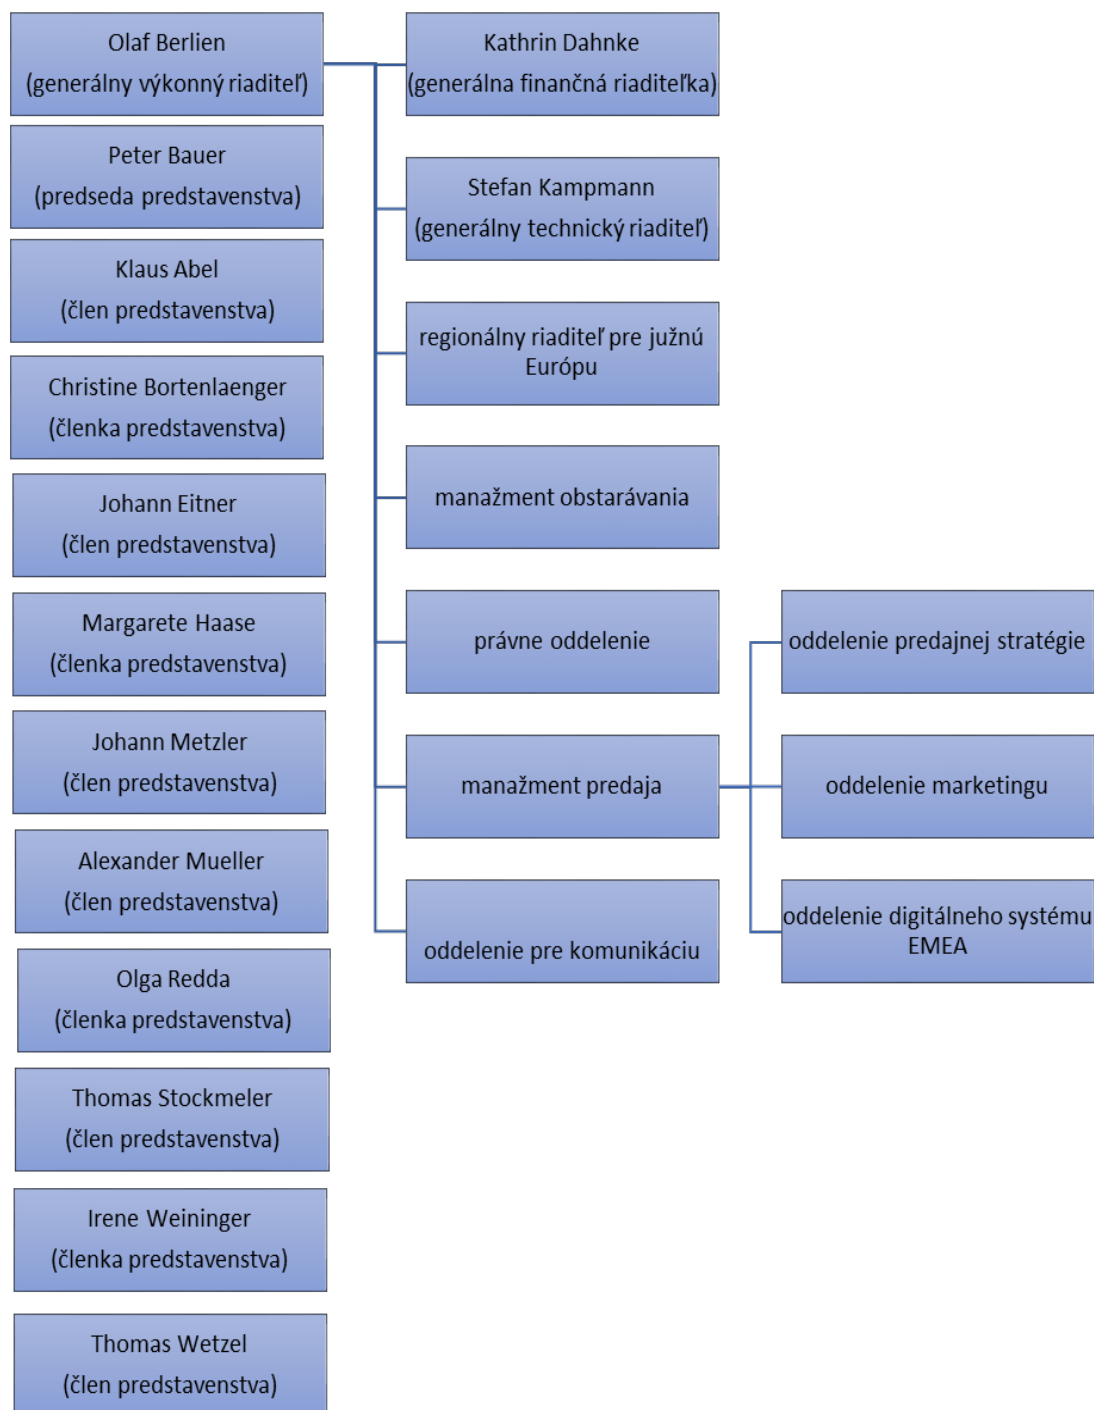 Olaf Berlien
(generálny výkonný riaditeľ)
Peter Bauer
(predseda predstavenstva)
Klaus Abel
(člen predstavenstva)
Christine Bortenlaenger
(členka predstavenstva)
Johann Eitner
(člen predstavenstva)
Margarete Haase
(členka predstavenstva)
Johann Metzler
(člen predstavenstva)
Alexander Mueller
(člen predstavenstva)
Olga Redda
(členka predstavenstva)
Thomas Stockmeler
(člen predstavenstva)
Irene Weininger
(členka predstavenstva)
Thomas Wetzel
(člen predstavenstva)
Kathrin Dahnke
(generálna finančná riaditeľka)
Stefan Kampmann
(generálny technický riaditeľ)
regionálny riaditeľ pre južnú
Európu
manažment obstarávania
právne oddelenie
manažment predaja
oddelenie pre komunikáciu
oddelenie predajnej stratégie
oddelenie marketingu
oddelenie digitálneho systému
EMEA